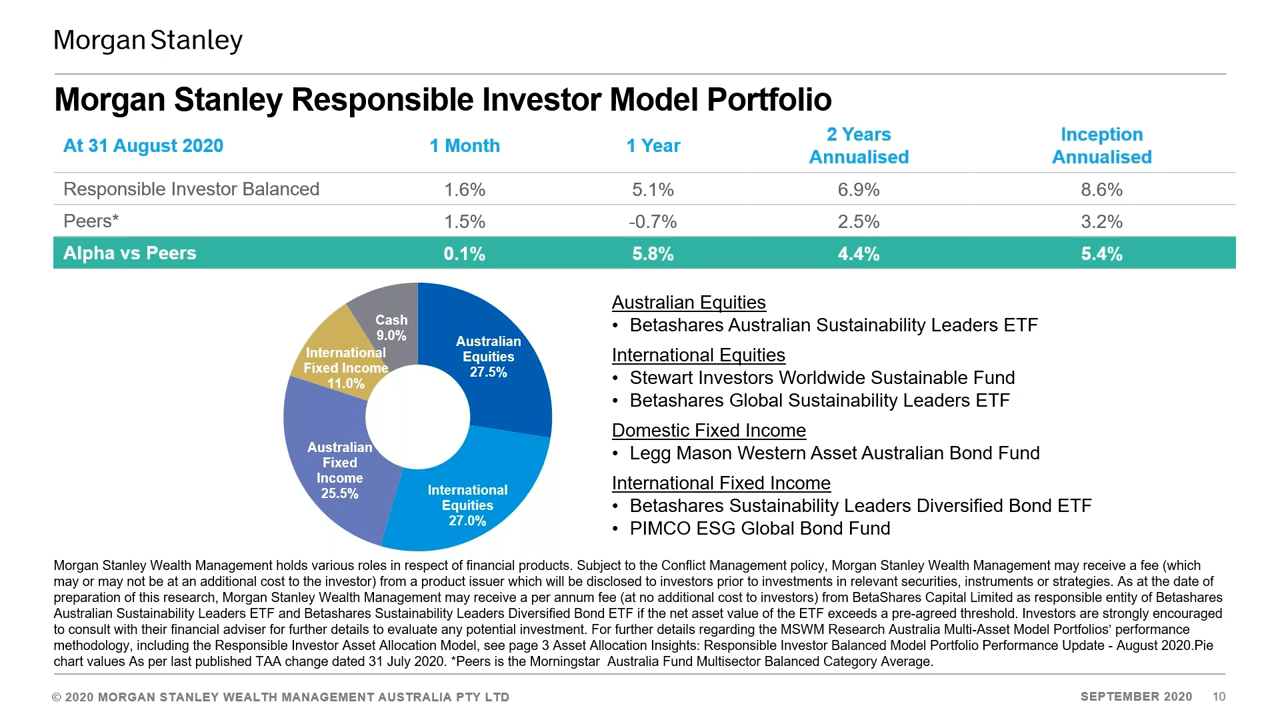 Morgan Stanley
Morgan Stanley Responsible Investor Model Portfolio
At 31 August 2020 1 Month 1 Year 2 Years Annualised Inception Annualised
Responsible Investor Balanced 1.6% 5.1% 6.9% 8.6%
Peers* 1.5% -0.7% 2.5% 3.2%
Alpha vs Peers 0.1% 5.8% 4.4% 5.4%
Cash
9.0%
Australian
Equities
27.5%
International
Fixed Income
11.0%
Australian
Fixed
Income
25.5%
International
Equities
27.0%
Australian Equities
• Betashares Australian Sustainability Leaders ETF
International Equities
• Stewart Investors Worldwide Sustainable Fund
• Betashares Global Sustainability Leaders ETF
Domestic Fixed Income
• Legg Mason Western Asset Australian Bond Fund
International Fixed Income
• Betashares Sustainability Leaders Diversified Bond ETF
• PIMCO ESG Global Bond Fund
Morgan Stanley Wealth Management holds various roles in respect of financial products. Subject to the Conflict Management policy, Morgan Stanley Wealth Management may receive a fee (which
may or may not be at an additional cost to the investor) from a product issuer which will be disclosed to investors prior to investments in relevant securities, instruments or strategies. As at the date of
preparation of this research, Morgan Stanley Wealth Management may receive a per annum fee (at no additional cost to investors) from BetaShares Capital Limited as responsible entity of Betashares
Australian Sustainability Leaders ETF and Betashares Sustainability Leaders Diversified Bond ETF if the net asset value of the ETF exceeds a pre-agreed threshold. Investors are strongly encouraged
to consult with their financial adviser for further details to evaluate any potential investment. For further details regarding the MSWM Research Australia Multi-Asset Model Portfolios' performance
methodology, including the Responsible Investor Asset Allocation Model, see page 3 Asset Allocation Insights: Responsible Investor Balanced Model Portfolio Performance Update - August 2020.Pie
chart values As per last published TAA change dated 31 July 2020. *Peers is the Morningstar Australia Fund Multisector Balanced Category Average.
© 2020 MORGAN STANLEY WEALTH MANAGEMENT AUSTRALIA PTY LTD
SEPTEMBER 2020 10